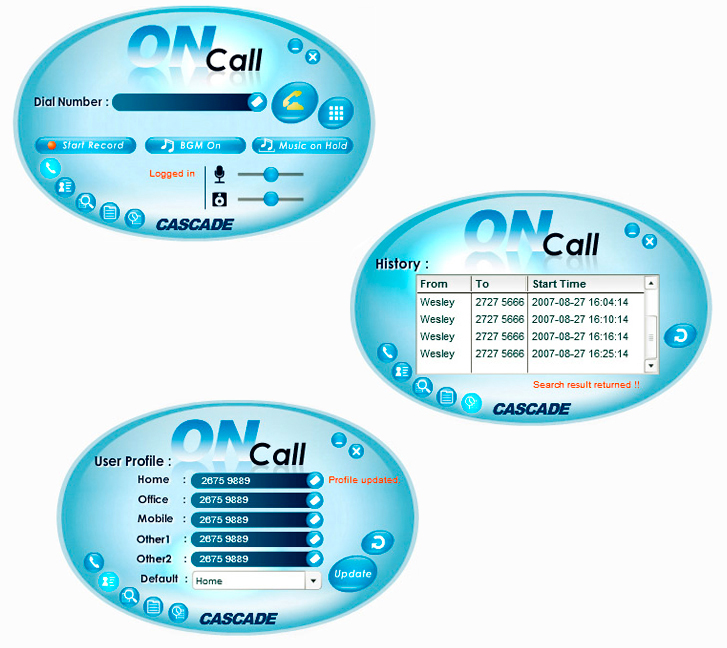 ON Call
Dial Number :
Start Record
BGM On
Music on Hold
Logged in
CASCADE
ON Call
History :
From To Start Time
Wesley 2727 5666 2007-08-27 16:04:14
Wesley 2727 5666 2007-08-27 16:10:14
Wesley 2727 5666 2007-08-27 16:16:14
Wesley 2727 5666 2007-08-27 16:25:14
Search result returned !!
CASCADE
ON Call
User Profile :
Home : 2675 9889
Profile updated
Office : 2675 9889
Mobile : 2675 9889
Other1 : 2675 9889
Other2 : 2675 9889
Default : Home
Update
CASCADE